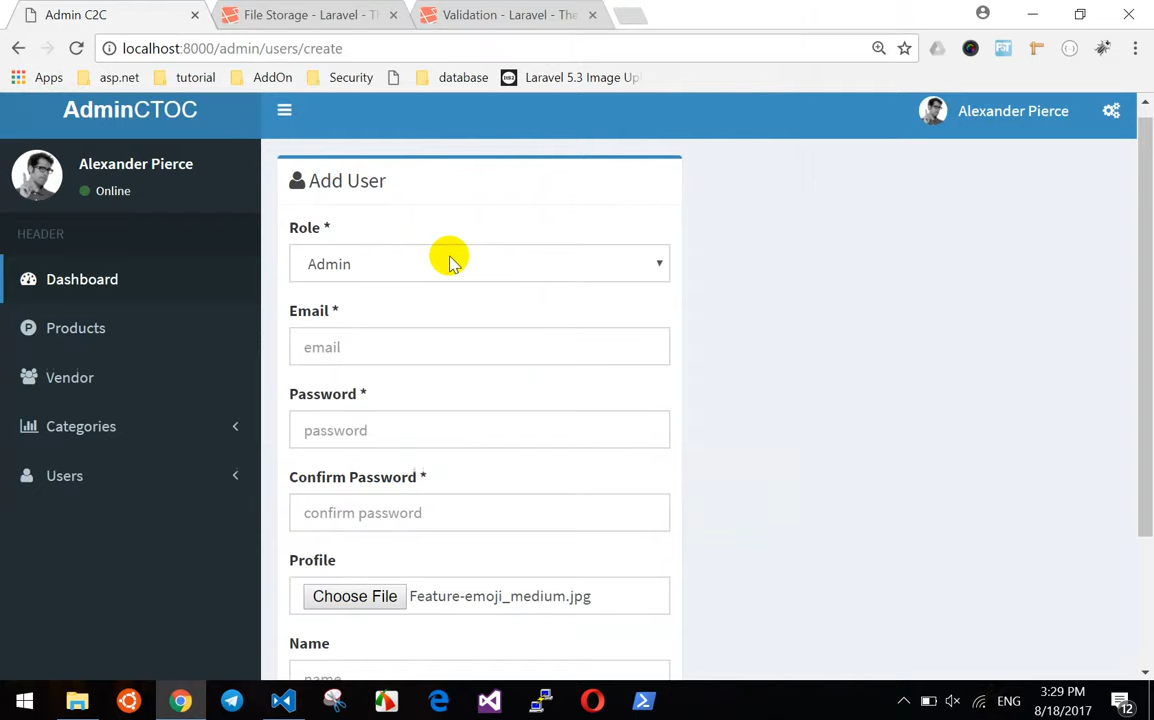 Admin C2C
File Storage - Laravel - Th
Validation - Laravel - The
localhost:8000/admin/users/create
Apps
asp.net
tutorial
AddOn
Security
database
Laravel 5.3 Image Up
AdminCTOC
Alexander Pierce
Alexander Pierce
Online
HEADER
Dashboard
Products
Vendor
Categories
Users
Add User
Role *
Admin
Email *
email
Password *
password
Confirm Password *
confirm password
Profile
Choose File Feature-emoji_medium.jpg
Name
name
ENG
3:29 PM
8/18/2017
12